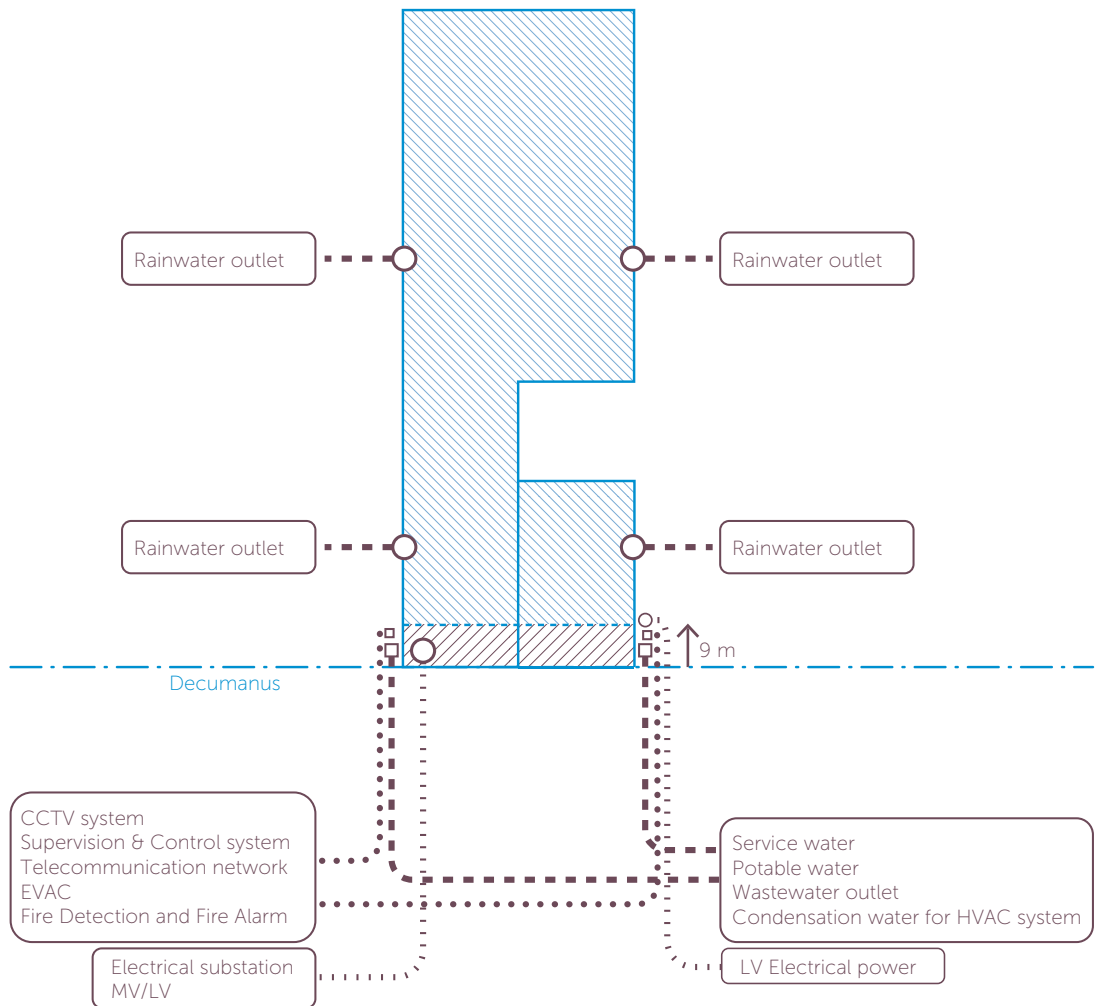 Rainwater outlet
Rainwater outlet
Rainwater outlet
Rainwater outlet
9 m
Decumanus
CCTV system
Supervision & Control system
Telecommunication network
EVAC
Fire Detection and Fire Alarm
Service water
Potable water
Wastewater outlet
Condensation water for HVAC system
Electrical substation
MV/LV
LV Electrical power